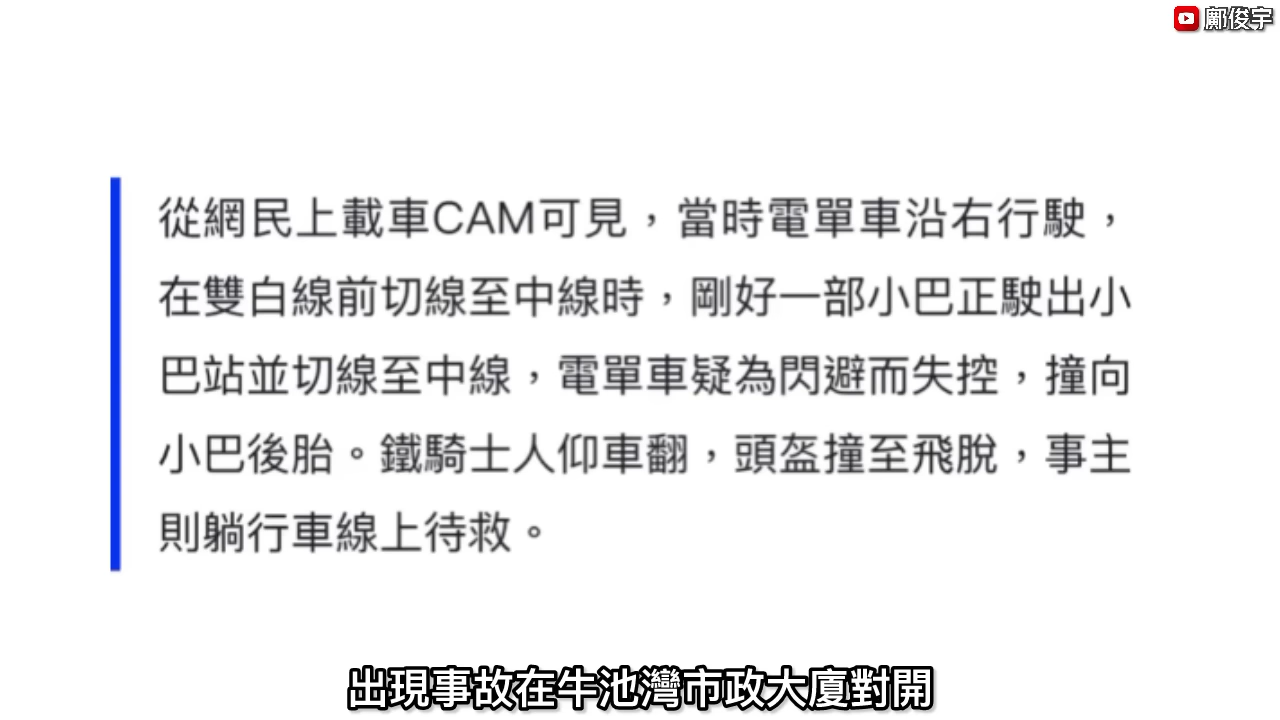 鄺俊宇
從網民上載車CAM可見，當時電單車沿右行駛，
在雙白線前切線至中線時，剛好一部小巴正駛出小
巴站並切線至中線，電單車疑為閃避而失控，撞向
小巴後胎。鐵騎士人仰車翻，頭盔撞至飛脫，事主
則躺行車線上待救。
出現事故在牛池灣市政大廈對開